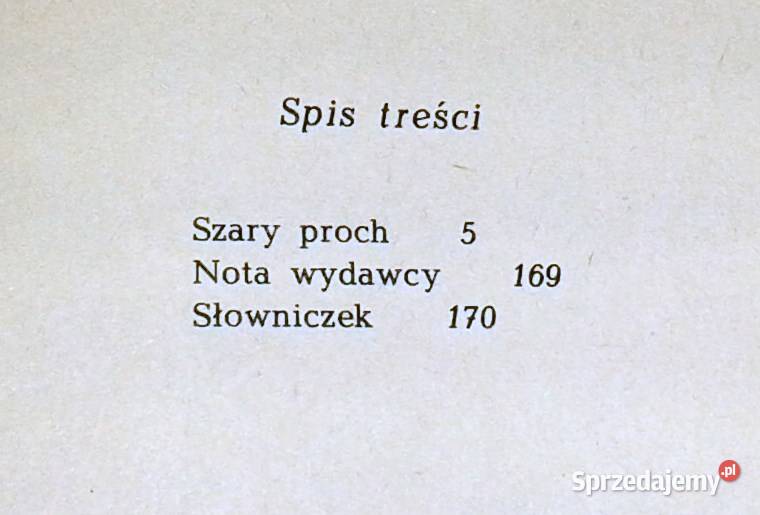 Spis treści
Szary proch 5
Nota wydawcy 169
Słowniczek 170
Sprzedajemy.pl